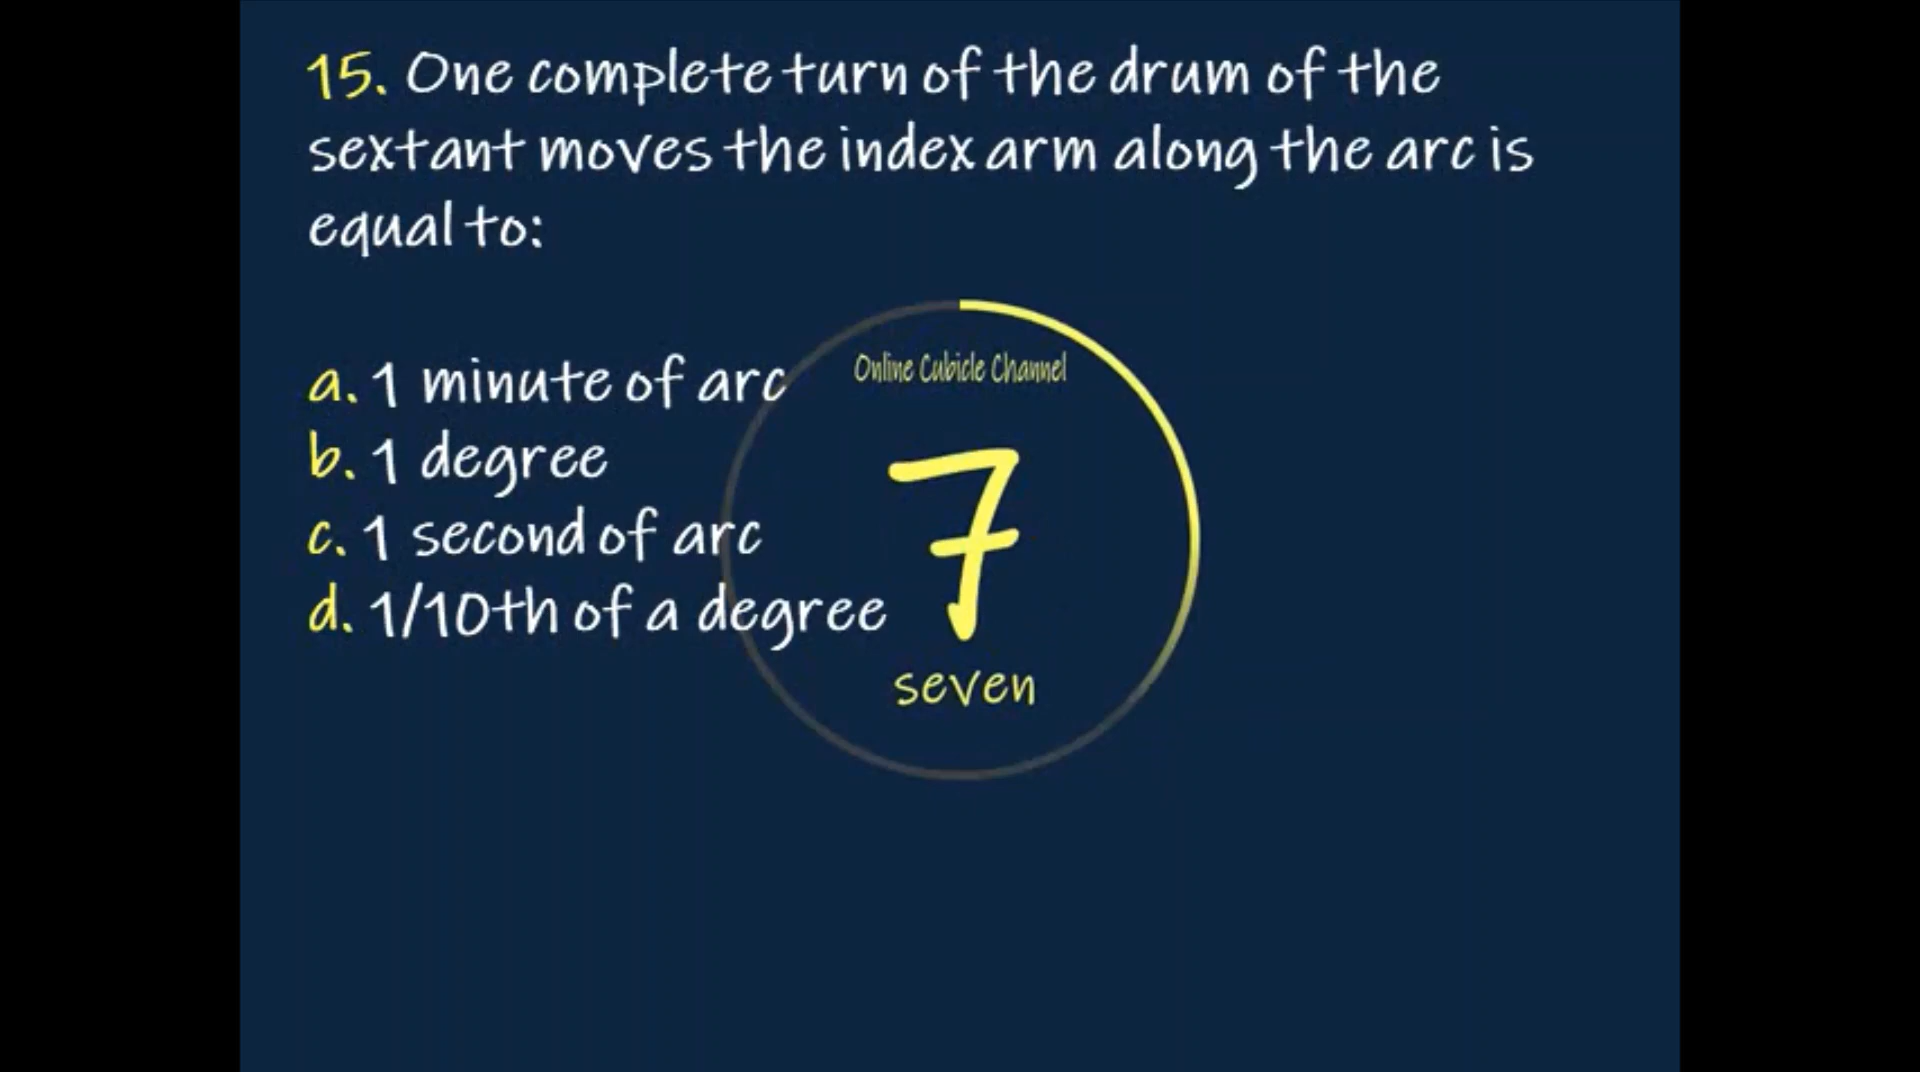 15. One complete turn of the drum of the
sextant moves the index arm along the arc is
equal to:
a. 1 minute of arc
b. 1 degree
c. 1 second of arc
d. 1/10th of a degree
Online Cubicle Channel
7
seven